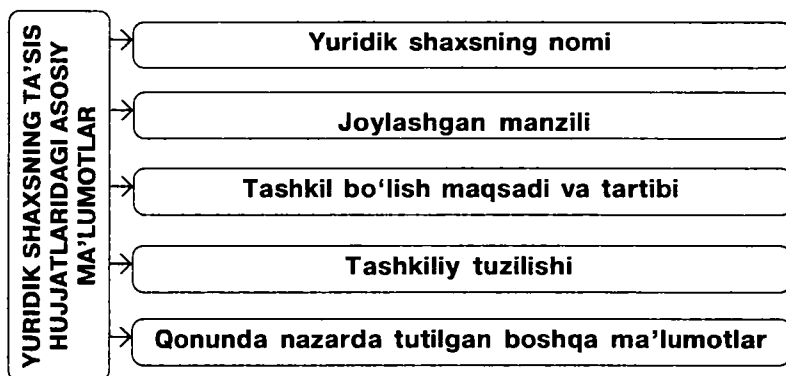 YURIDIK SHAXSNING TA'SIS
HUJJATLARIDAGI ASOSIY
MA'LUMOTLAR
Yuridik shaxsning nomi
Joylashgan manzili
Tashkil bo‘lish maqsadi va tartibi
Tashkiliy tuzilishi
Qonunda nazarda tutilgan boshqa ma’lumotlar